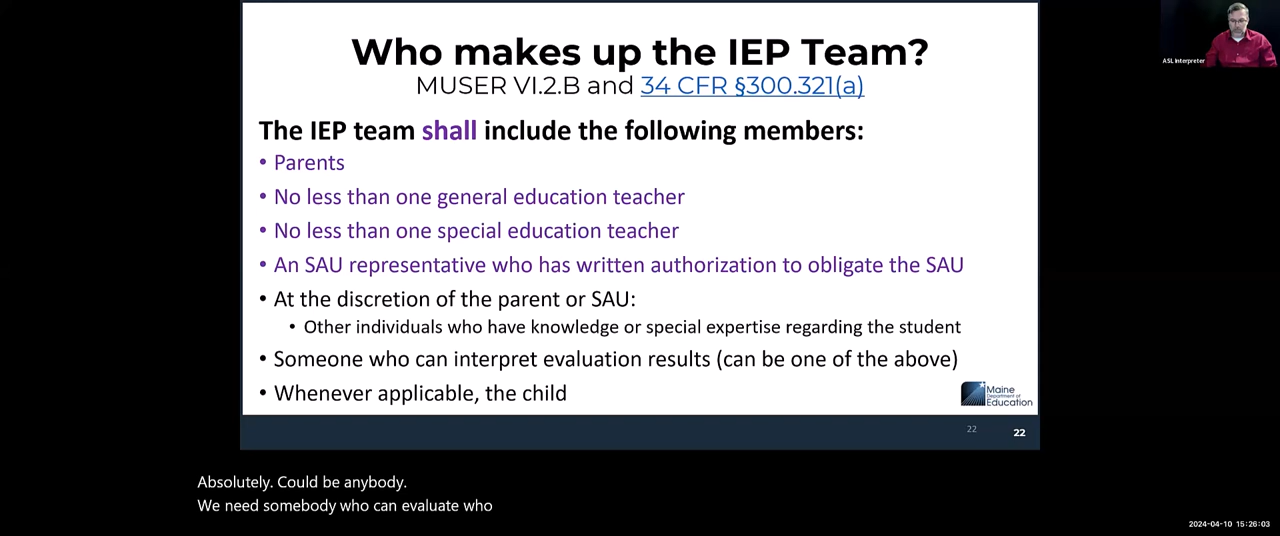 Who makes up the IEP Team?
MUSER VI.2.B and 34 CFR §300.321(a)
ASL Interpreter
The IEP team shall include the following members:
• Parents
• No less than one general education teacher
• No less than one special education teacher
• An SAU representative who has written authorization to obligate the SAU
• At the discretion of the parent or SAU:
• Other individuals who have knowledge or special expertise regarding the student
• Someone who can interpret evaluation results (can be one of the above)
• Whenever applicable, the child
Maine
Department of
Education
22
22
Absolutely. Could be anybody.
We need somebody who can evaluate who
2024-04-10 15:26:03